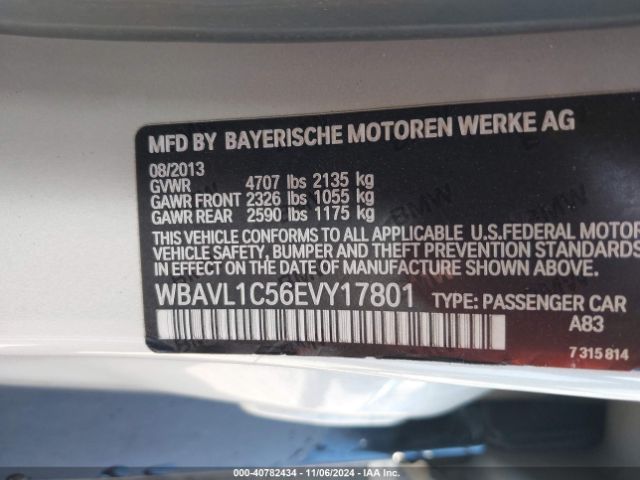 MFD BY BAYERISCHE MOTOREN WERKE AG
08/2013
GVWR 4707 lbs 2135 kg
GAWR FRONT 2326 lbs 1055 kg
GAWR REAR 2590 lbs 1175 kg
THIS VEHICLE CONFORMS TO ALL APPLICABLE U.S.FEDERAL MOTOR
VEHICLE SAFETY, BUMPER AND THEFT PREVENTION STANDARDS
IN EFFECT ON THE DATE OF MANUFACTURE SHOWN ABOVE.
WBAVL1C56EVY17801 TYPE: PASSENGER CAR
A83
7 315 814
000-40782434 - 11/06/2024 - IAAI.COM